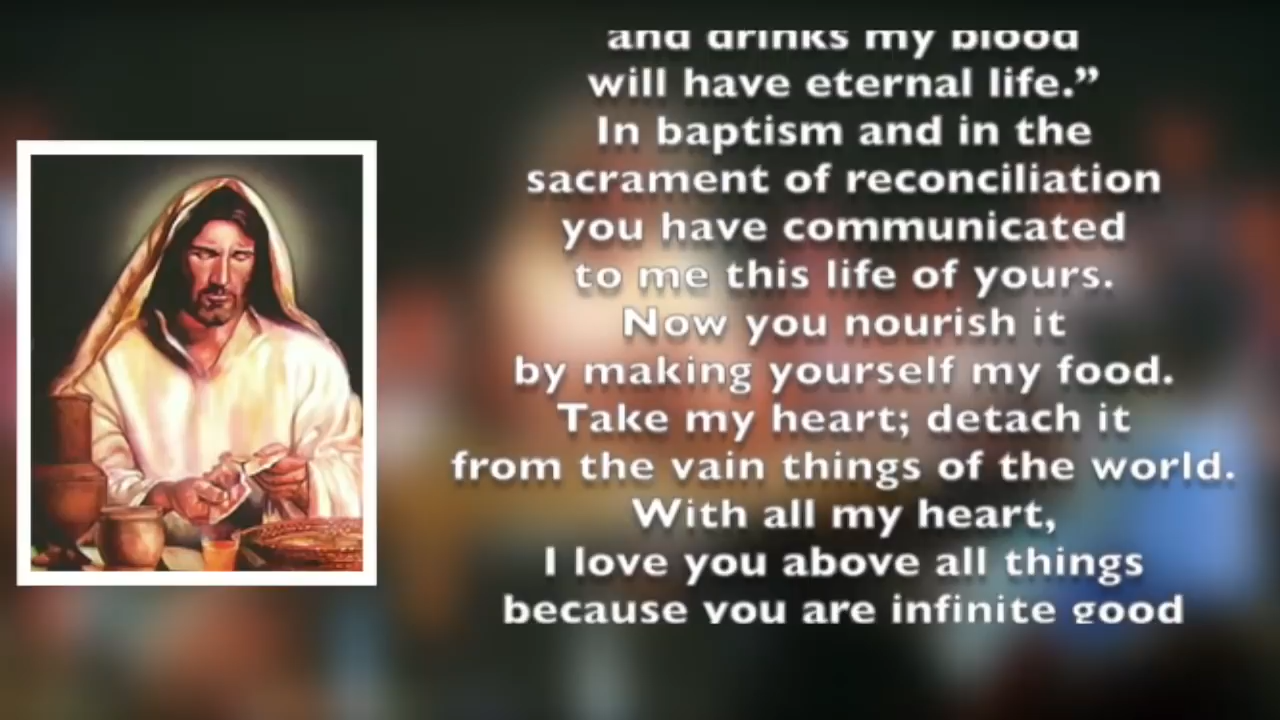 and drinks my blood
will have eternal life.”
In baptism and in the
sacrament of reconciliation
you have communicated
to me this life of yours.
Now you nourish it
by making yourself my food.
Take my heart; detach it
from the vain things of the world.
With all my heart,
I love you above all things
because you are infinite good